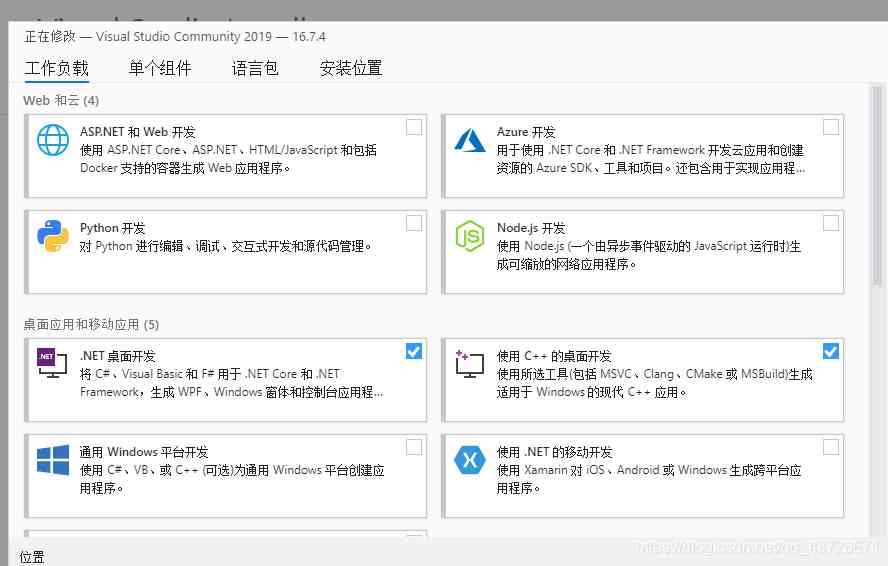 正在修改 — Visual Studio Community 2019 — 16.7.4
工作负载 单个组件 语言包 安装位置
Web 和云 (4)
ASP.NET 和 Web 开发
使用 ASP.NET Core、ASP.NET、HTML/JavaScript 和包括
Docker 支持的容器生成 Web 应用程序。
Azure 开发
用于使用 .NET Core 和 .NET Framework 开发云应用和创建
资源的 Azure SDK、工具和项目。还包含用于实现应用程...
Python 开发
对 Python 进行编辑、调试、交互式开发和源代码管理。
Node.js 开发
使用 Node.js (一个由异步事件驱动的 JavaScript 运行时)生
成可缩放的网络应用程序。
桌面应用和移动应用 (5)
.NET 桌面开发
将 C#、Visual Basic 和 F# 用于 .NET Core 和 .NET
Framework，生成 WPF、Windows 窗体和控制台应用程...
使用 C++ 的桌面开发
使用所选工具(包括 MSVC、Clang、CMake 或 MSBuild)生成
适用于 Windows 的现代 C++ 应用。
通用 Windows 平台开发
使用 C#、VB、或 C++ (可选)为通用 Windows 平台创建应
用程序。
使用 .NET 的移动开发
使用 Xamarin 对 iOS、Android 或 Windows 生成跨平台应
用程序。
位置